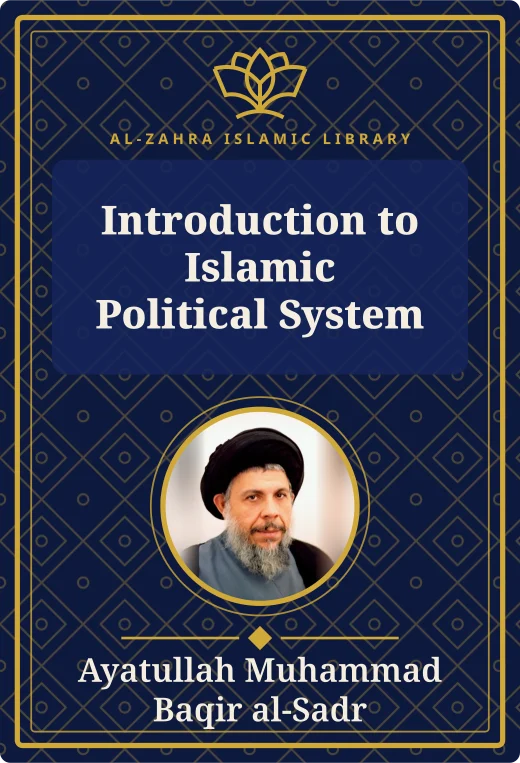 AL-ZAHRA ISLAMIC LIBRARY
Introduction to
Islamic
Political System
Ayatullah Muhammad
Baqir al-Sadr